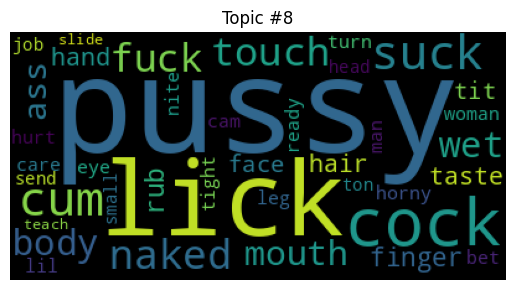 Topic #8
job slide hand fuck touch turn suck
head
ass pussy tit
nite cam ready woman
hurt man wet
care eye face hair taste
send small rub tight lick leg ton horny
cum cock
teach body naked mouth finger
lil bet